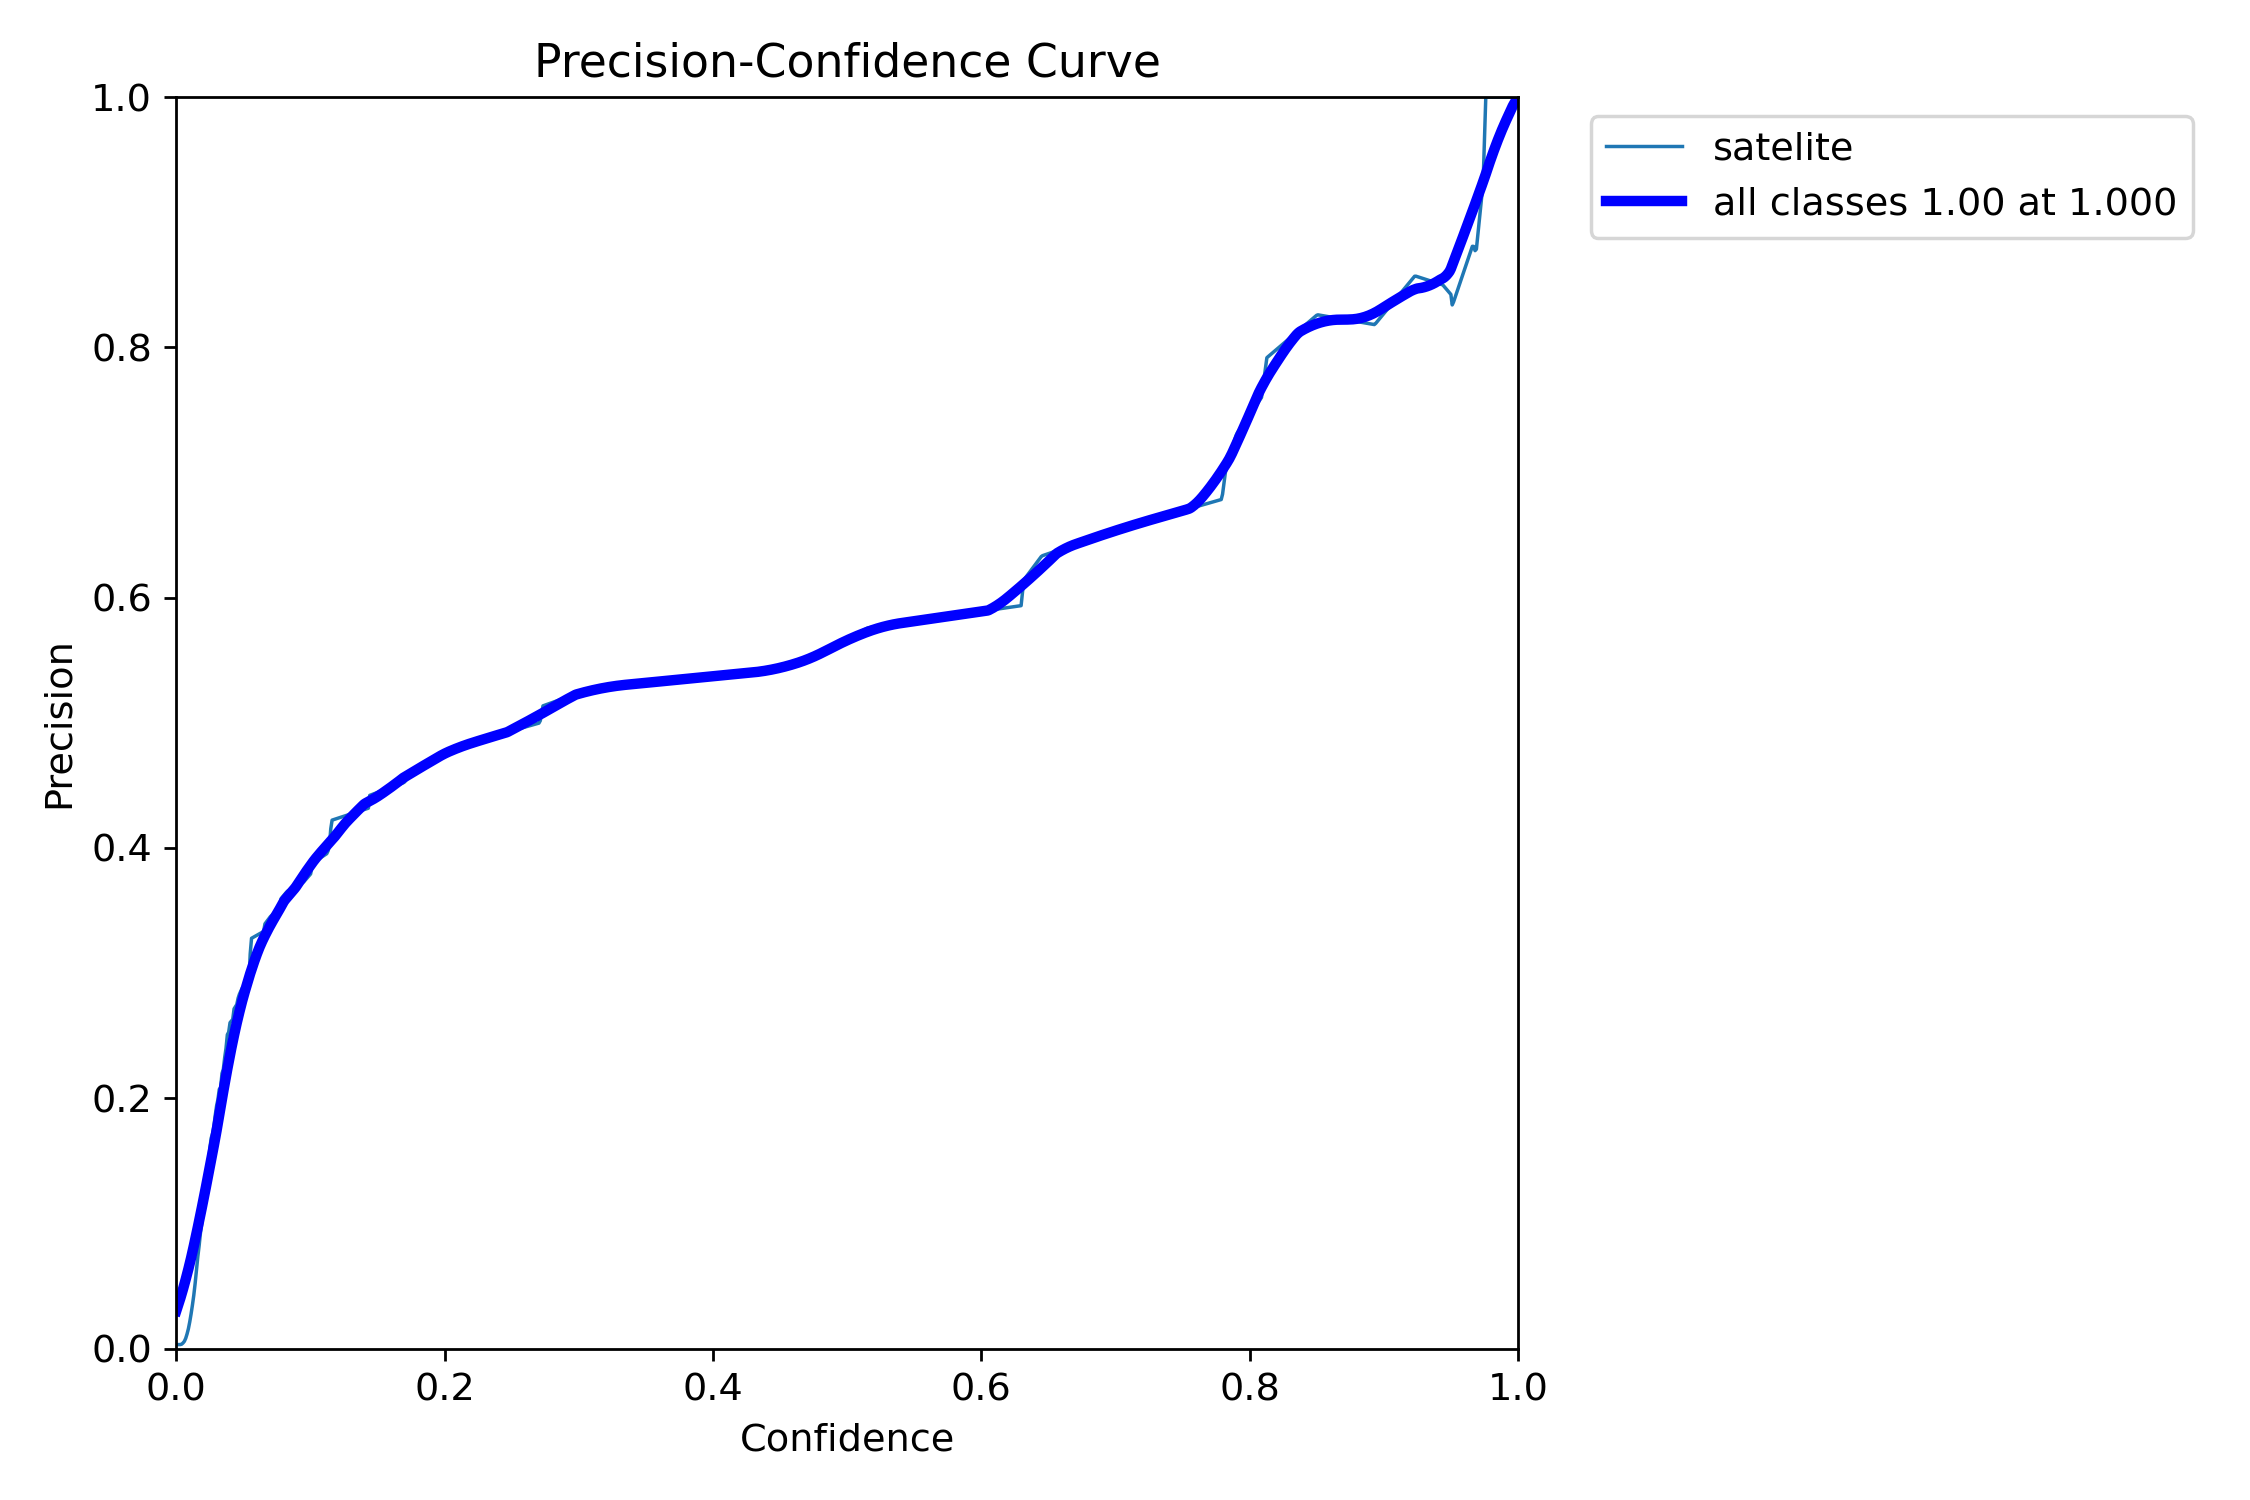 Precision-Confidence Curve
1.0
0.8
0.6
0.4
0.2
0.0
Precision
0.0 0.2 0.4 0.6 0.8 1.0
Confidence
satelite
all classes 1.00 at 1.000